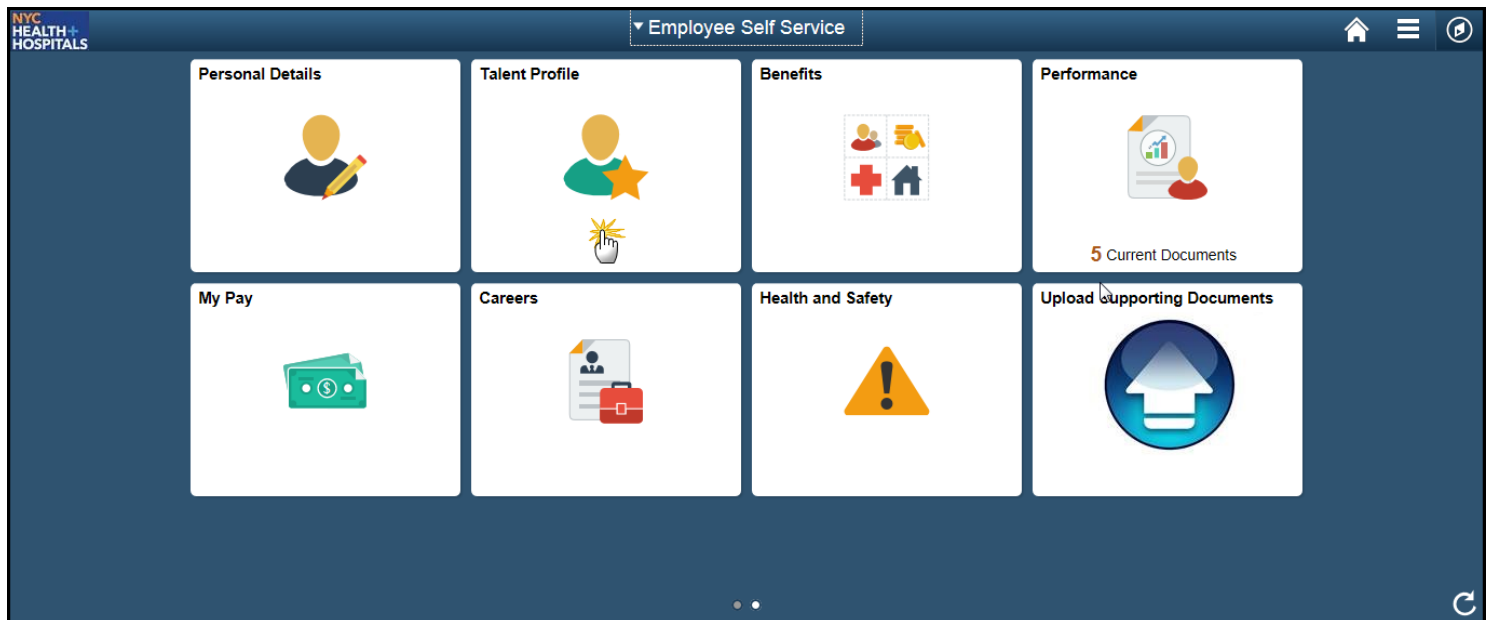 NYC
HEALTH+
HOSPITALS
Employee Self Service
Personal Details
Talent Profile
Benefits
Performance
5 Current Documents
My Pay
Careers
Health and Safety
Upload Supporting Documents